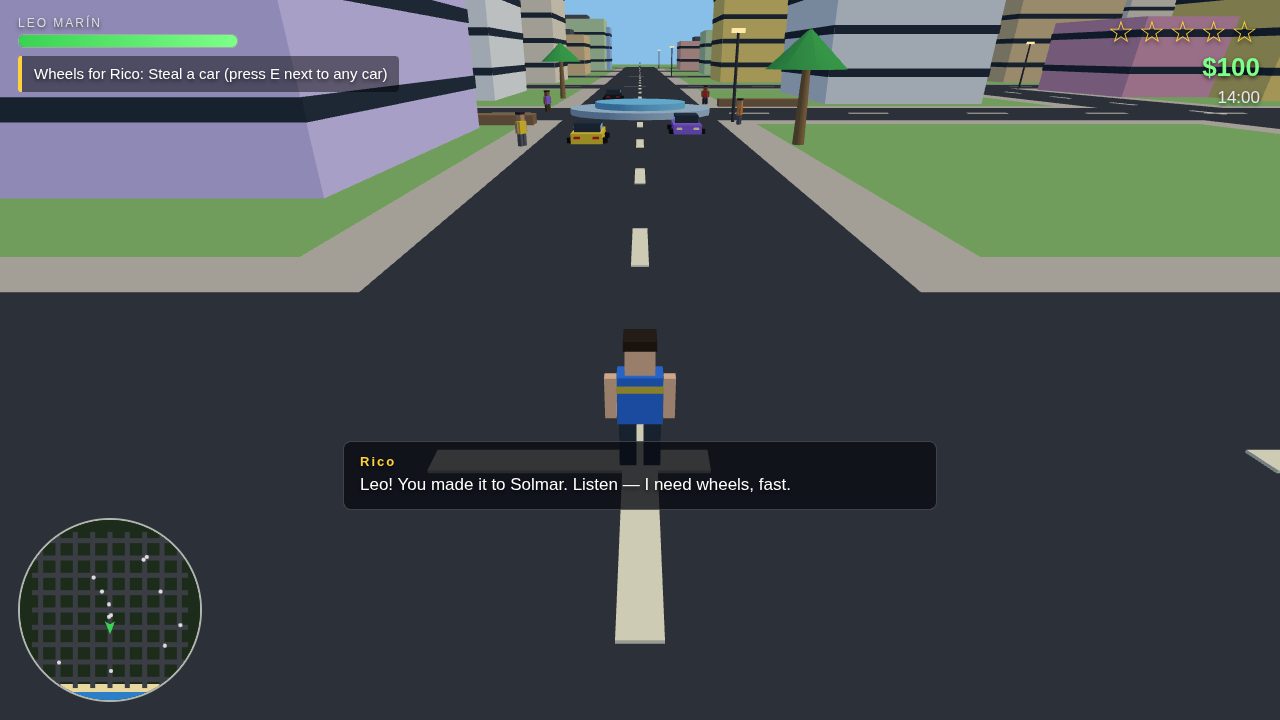 LEO MARÍN
Wheels for Rico: Steal a car (press E next to any car)
$100
14:00
Rico
Leo! You made it to Solmar. Listen — I need wheels, fast.